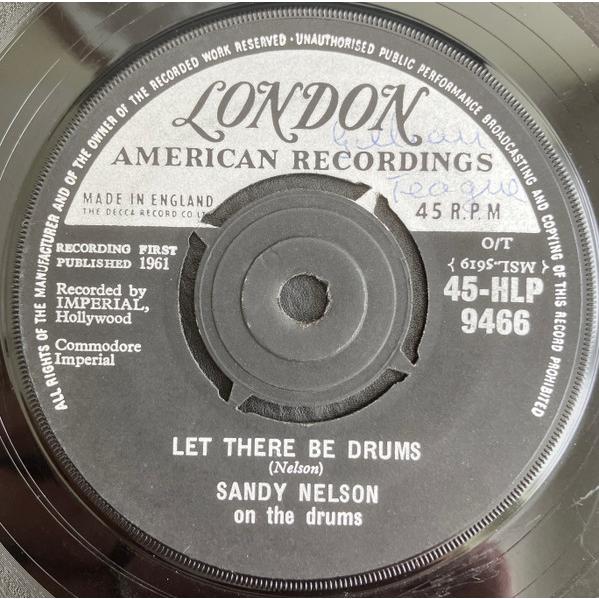 ALL RIGHTS OF THE MANUFACTURER AND OF THE OWNER OF THE RECORDED WORK RESERVED · UNAUTHORISED PUBLIC PERFORMANCE BROADCASTING AND COPYING OF THIS RECORD PROHIBITED
LONDON
Gillian
AMERICAN RECORDINGS
Teague
MADE IN ENGLAND
THE DECCA RECORD CO LT
45 R.P.M
O/T
RECORDING FIRST
PUBLISHED 1961
{ MSL.5619 }
Recorded by
IMPERIAL,
Hollywood
45-HLP
9466
Commodore
Imperial
LET THERE BE DRUMS
(Nelson)
SANDY NELSON
on the drums